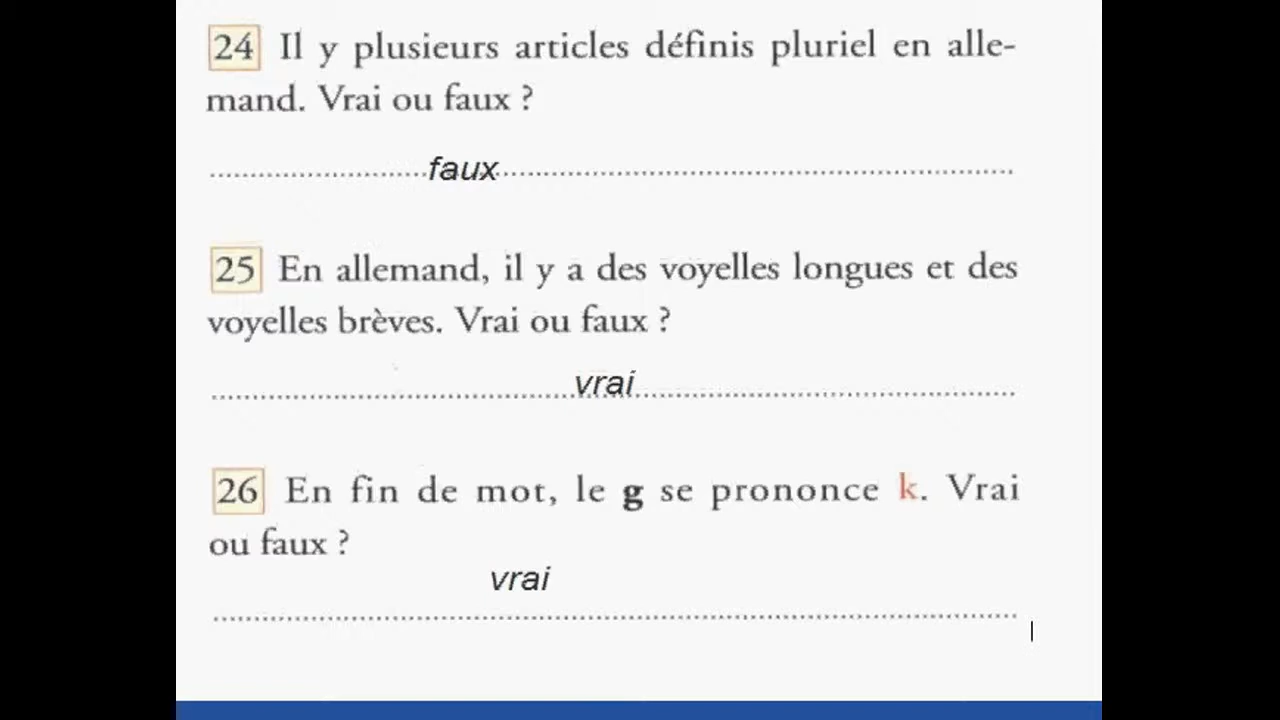 24 Il y plusieurs articles définis pluriel en alle-
mand. Vrai ou faux ?
faux
25 En allemand, il y a des voyelles longues et des
voyelles brèves. Vrai ou faux ?
vrai
26 En fin de mot, le g se prononce k. Vrai
ou faux ?
vrai